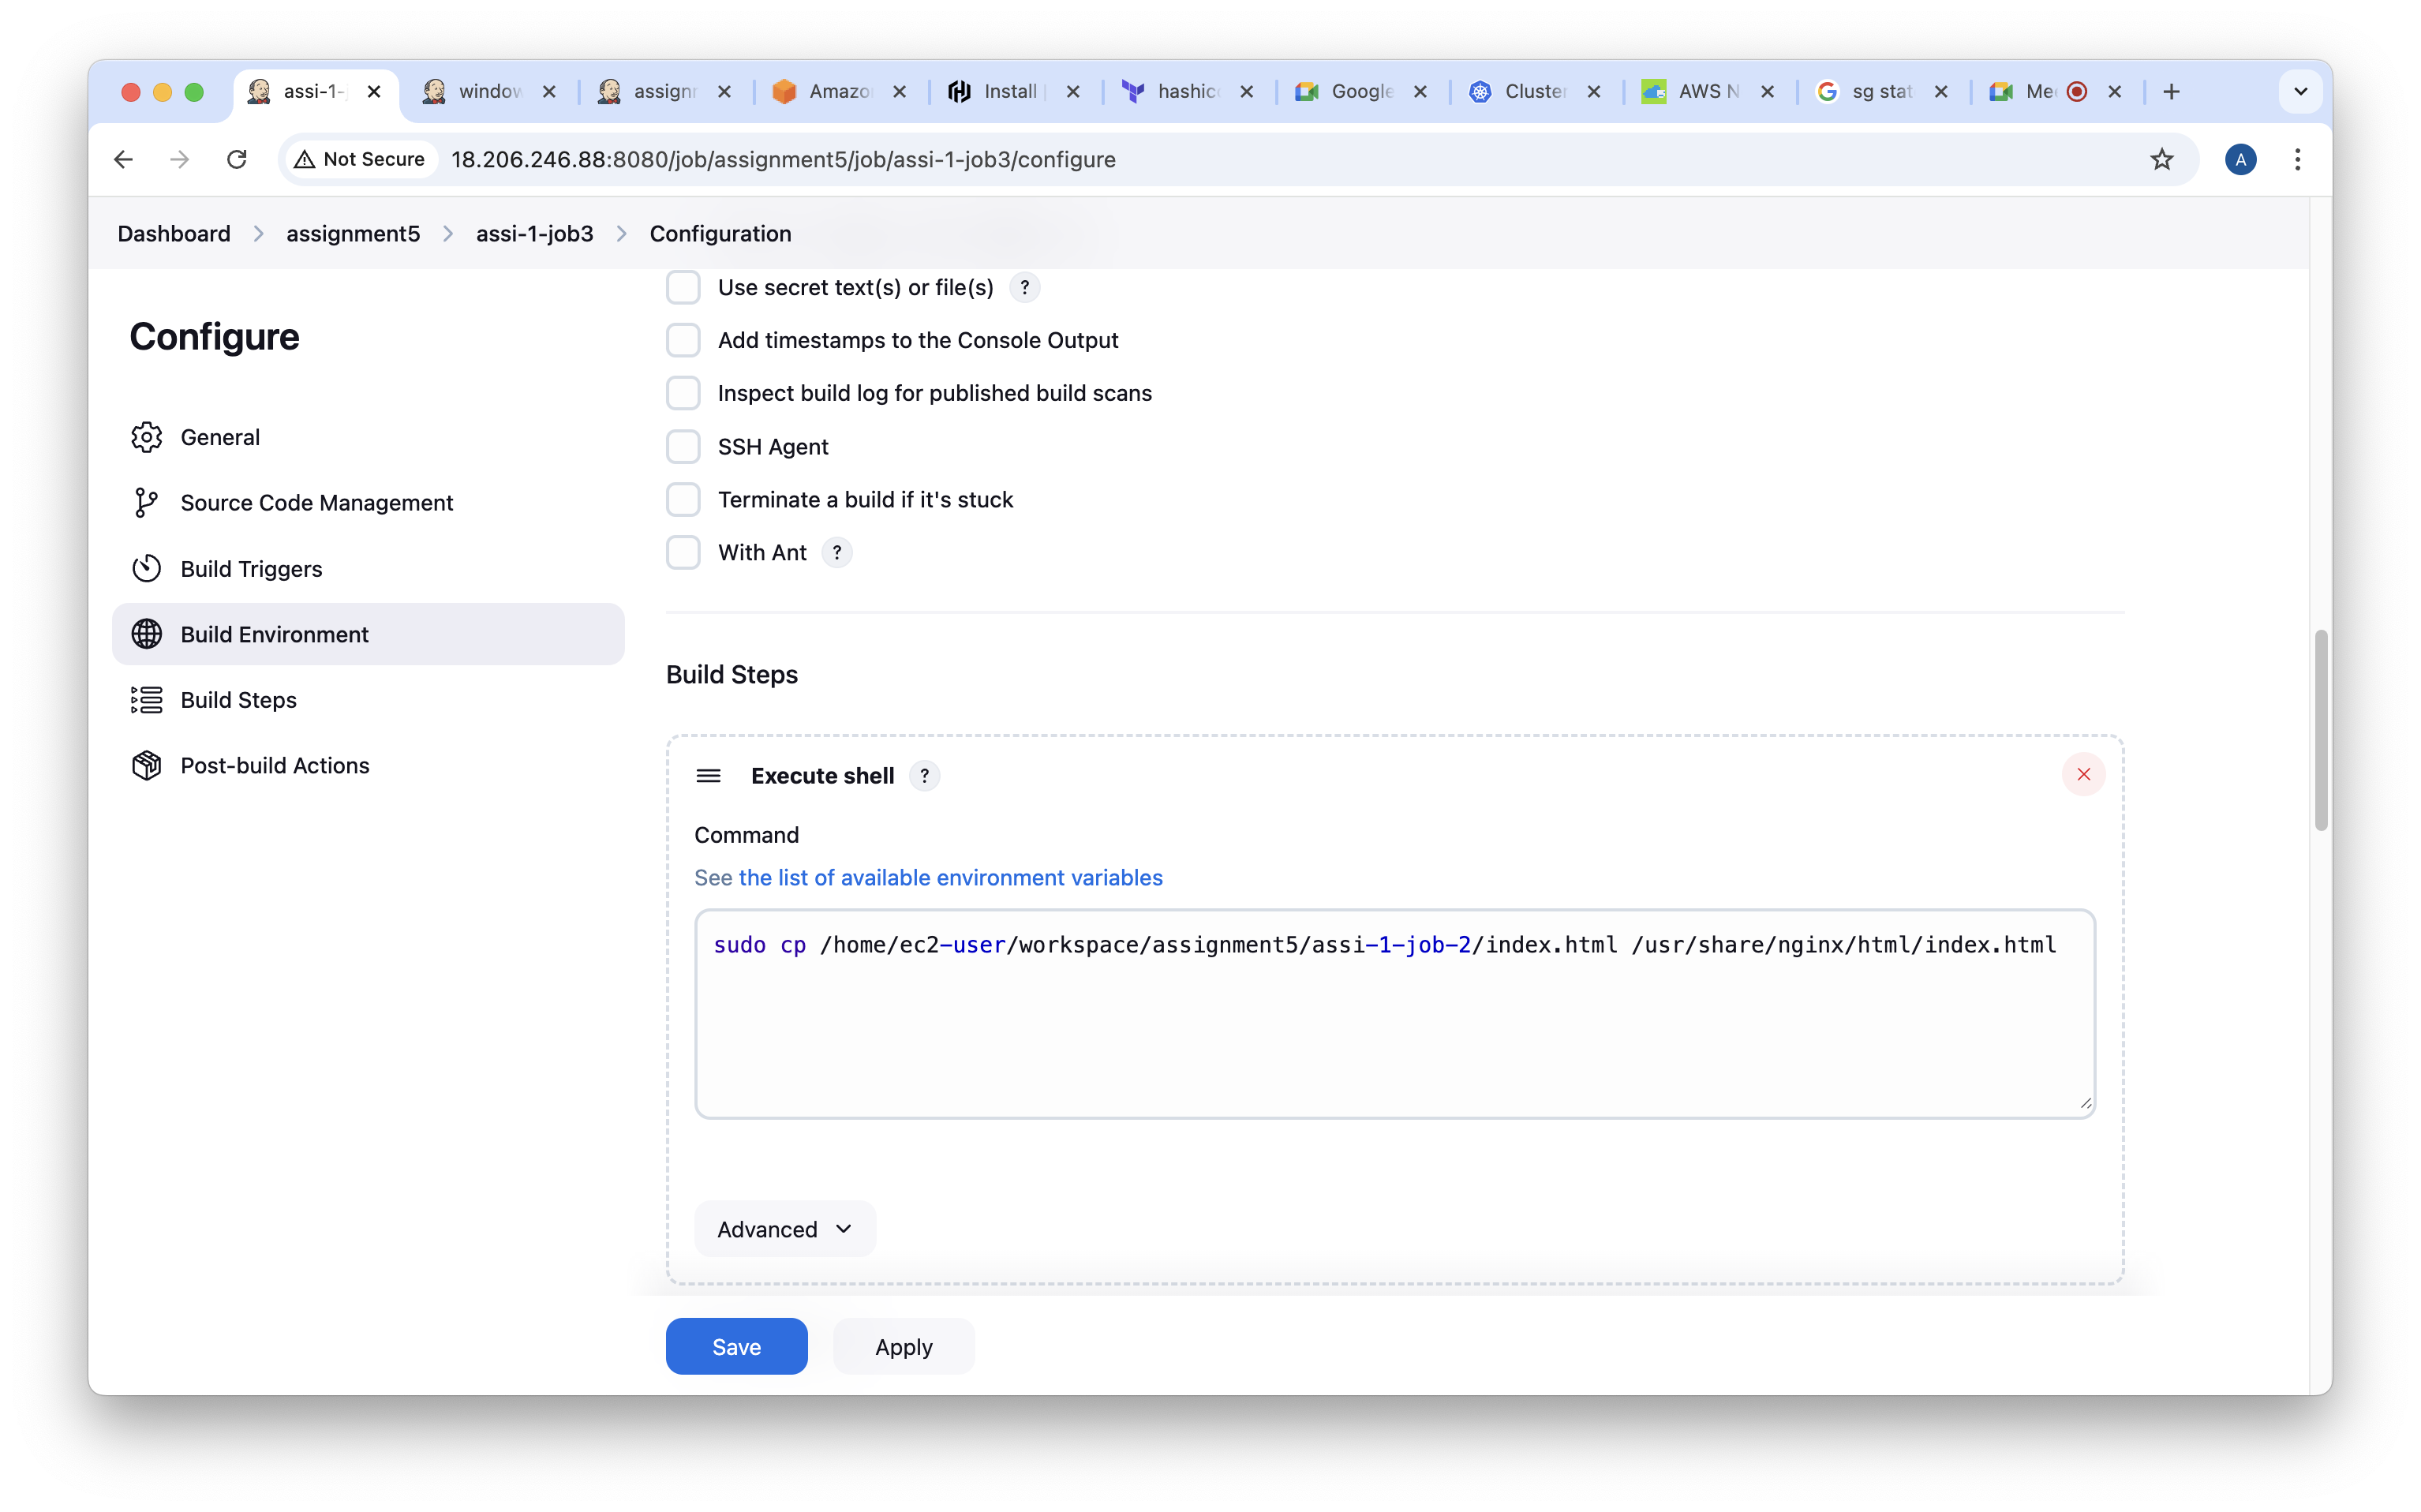 assi-1-
window
assignr
Amazo
Install
hashico
Google
Cluster
AWS N
sg stat
Me
Not Secure
18.206.246.88:8080/job/assignment5/job/assi-1-job3/configure
A
Dashboard > assignment5 > assi-1-job3 > Configuration
Configure
General
Source Code Management
Build Triggers
Build Environment
Build Steps
Post-build Actions
Use secret text(s) or file(s) ?
Add timestamps to the Console Output
Inspect build log for published build scans
SSH Agent
Terminate a build if it's stuck
With Ant ?
Build Steps
Execute shell ?
Command
See the list of available environment variables
sudo cp /home/ec2-user/workspace/assignment5/assi-1-job-2/index.html /usr/share/nginx/html/index.html
Advanced
Save
Apply